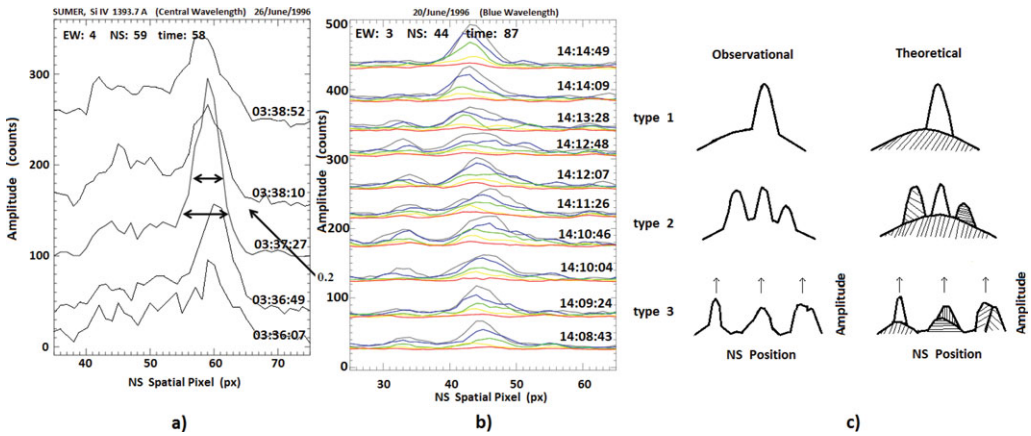 SUMER, Si IV 1393.7 A (Central Wavelength) 26/June/1996
EW: 4 NS: 59 time: 58
300
200
100
0
Amplitude (counts)
03:38:52
03:38:10
03:37:27
03:36:49
03:36:07
0.2
40 50 60 70
NS Spatial Pixel (px)
a)
20/June/1996 (Blue Wavelength)
EW: 3 NS: 44 time: 87
500
400
300
200
100
0
Amplitude (counts)
14:14:49
14:14:09
14:13:28
14:12:48
14:12:07
14:11:26
14:10:46
14:10:04
14:09:24
14:08:43
30 40 50 60
NS Spatial Pixel (px)
b)
Observational Theoretical
type 1
type 2
type 3
Amplitude
Amplitude
NS Position NS Position
c)